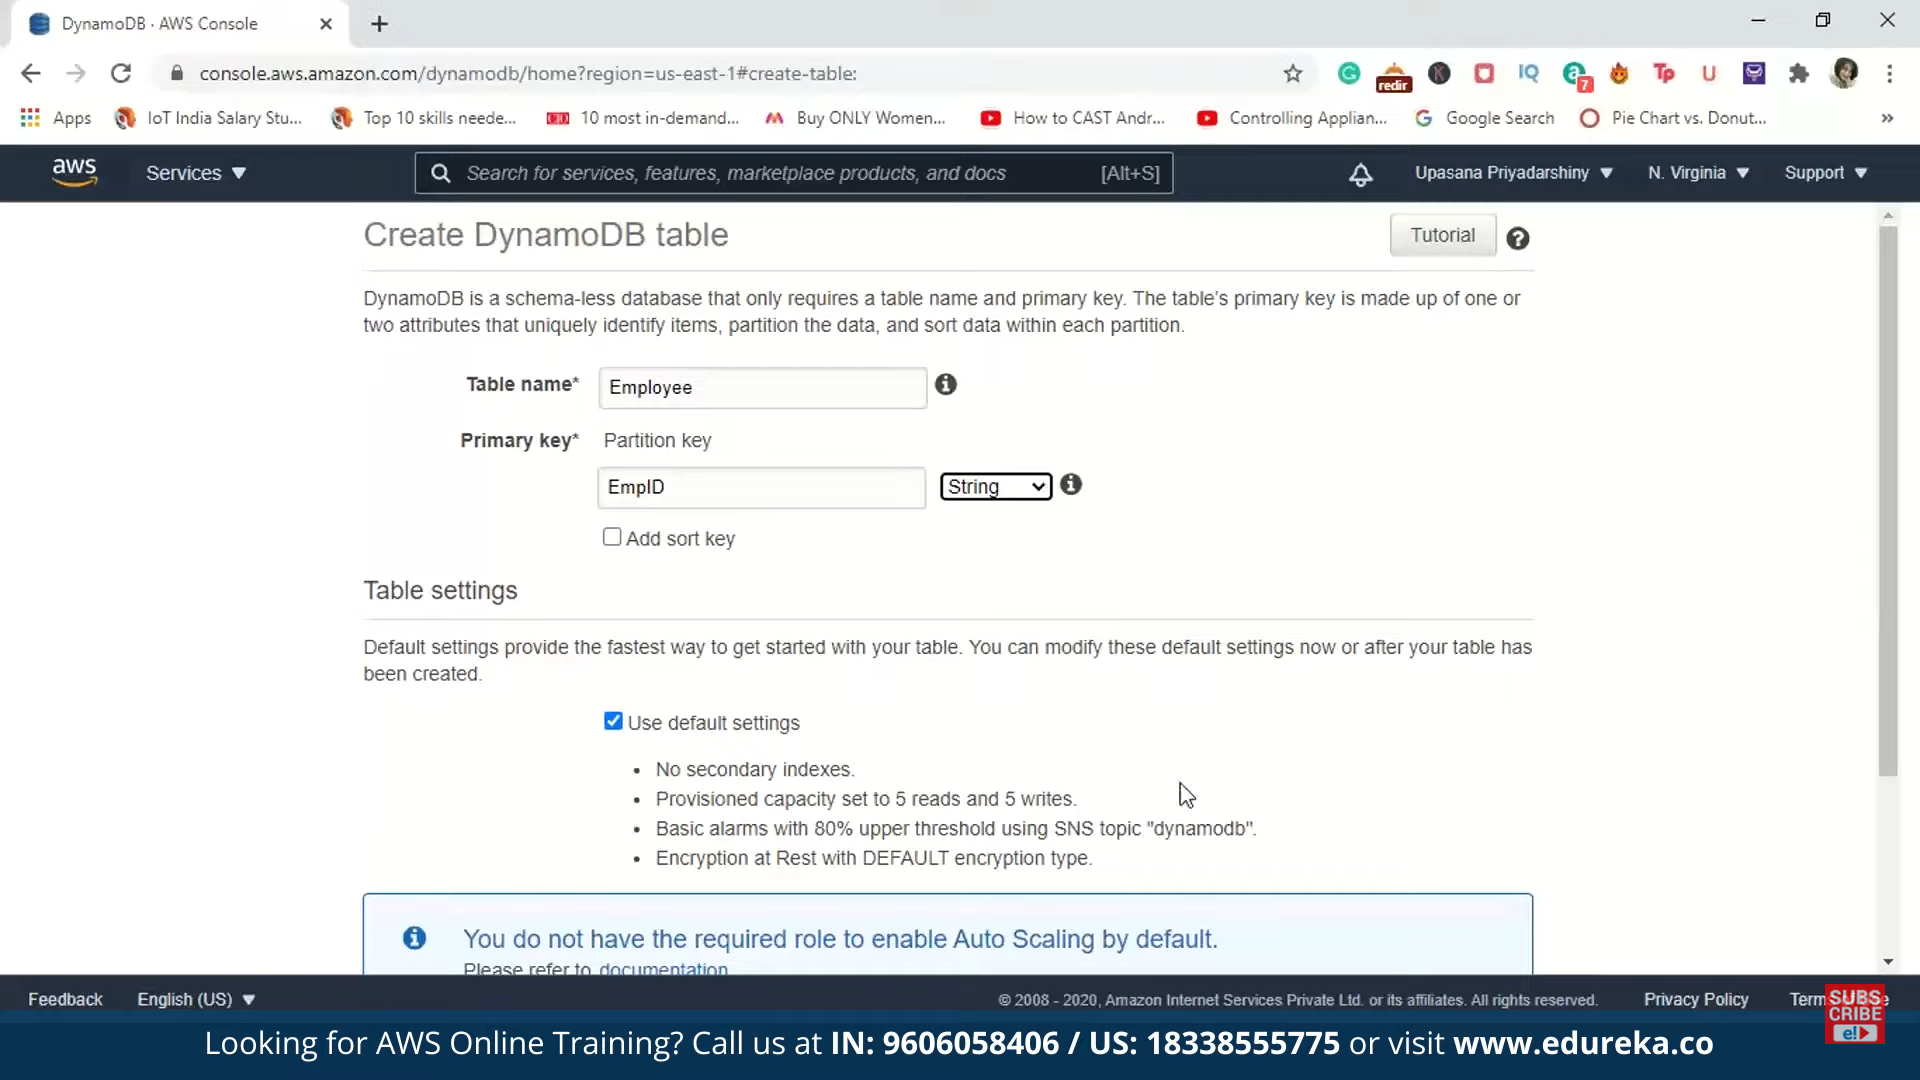 DynamoDB · AWS Console
console.aws.amazon.com/dynamodb/home?region=us-east-1#create-table:
redir
K
IQ
a
7
Tp
U
Apps
IoT India Salary Stu...
Top 10 skills neede...
10 most in-demand...
Buy ONLY Women...
How to CAST Andr...
Controlling Applian...
Google Search
Pie Chart vs. Donut...
»
aws
Services
Search for services, features, marketplace products, and docs
[Alt+S]
Upasana Priyadarshiny
N. Virginia
Support
Create DynamoDB table
Tutorial
DynamoDB is a schema-less database that only requires a table name and primary key. The table's primary key is made up of one or
two attributes that uniquely identify items, partition the data, and sort data within each partition.
Table name*
Employee
Primary key*
Partition key
EmpID
String
Add sort key
Table settings
Default settings provide the fastest way to get started with your table. You can modify these default settings now or after your table has
been created.
Use default settings
• No secondary indexes.
• Provisioned capacity set to 5 reads and 5 writes.
• Basic alarms with 80% upper threshold using SNS topic "dynamodb".
• Encryption at Rest with DEFAULT encryption type.
You do not have the required role to enable Auto Scaling by default.
Please refer to documentation
Feedback
English (US)
© 2008 - 2020, Amazon Internet Services Private Ltd. or its affiliates. All rights reserved.
Privacy Policy
Term
SUBS
CRIBE
e!
Looking for AWS Online Training? Call us at IN: 9606058406 / US: 18338555775 or visit www.edureka.co